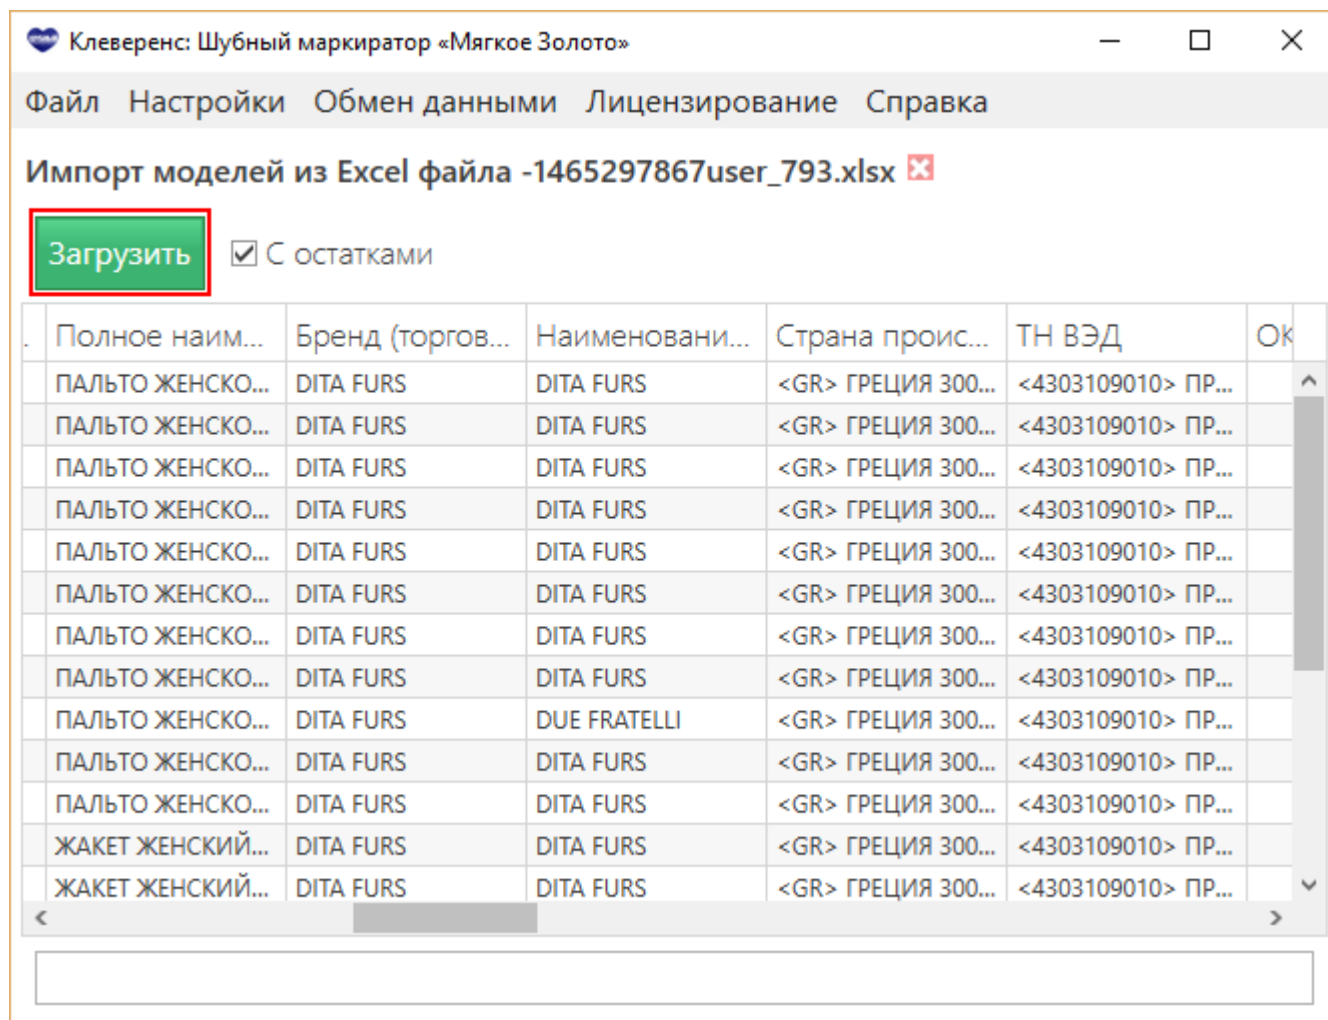 Клеверенс: Шубный маркиратор «Мягкое Золото»
Файл Настройки Обмен данными Лицензирование Справка
Импорт моделей из Excel файла -1465297867user_793.xlsx
Загрузить С остатками
. Полное наим... Бренд (торгов... Наименовани... Страна проис... ТН ВЭД ОК
ПАЛЬТО ЖЕНСКО... DITA FURS DITA FURS <GR> ГРЕЦИЯ 300... <4303109010> ПР...
ПАЛЬТО ЖЕНСКО... DITA FURS DITA FURS <GR> ГРЕЦИЯ 300... <4303109010> ПР...
ПАЛЬТО ЖЕНСКО... DITA FURS DITA FURS <GR> ГРЕЦИЯ 300... <4303109010> ПР...
ПАЛЬТО ЖЕНСКО... DITA FURS DITA FURS <GR> ГРЕЦИЯ 300... <4303109010> ПР...
ПАЛЬТО ЖЕНСКО... DITA FURS DITA FURS <GR> ГРЕЦИЯ 300... <4303109010> ПР...
ПАЛЬТО ЖЕНСКО... DITA FURS DITA FURS <GR> ГРЕЦИЯ 300... <4303109010> ПР...
ПАЛЬТО ЖЕНСКО... DITA FURS DITA FURS <GR> ГРЕЦИЯ 300... <4303109010> ПР...
ПАЛЬТО ЖЕНСКО... DITA FURS DITA FURS <GR> ГРЕЦИЯ 300... <4303109010> ПР...
ПАЛЬТО ЖЕНСКО... DITA FURS DUE FRATELLI <GR> ГРЕЦИЯ 300... <4303109010> ПР...
ПАЛЬТО ЖЕНСКО... DITA FURS DITA FURS <GR> ГРЕЦИЯ 300... <4303109010> ПР...
ПАЛЬТО ЖЕНСКО... DITA FURS DITA FURS <GR> ГРЕЦИЯ 300... <4303109010> ПР...
ЖАКЕТ ЖЕНСКИЙ... DITA FURS DITA FURS <GR> ГРЕЦИЯ 300... <4303109010> ПР...
ЖАКЕТ ЖЕНСКИЙ... DITA FURS DITA FURS <GR> ГРЕЦИЯ 300... <4303109010> ПР...